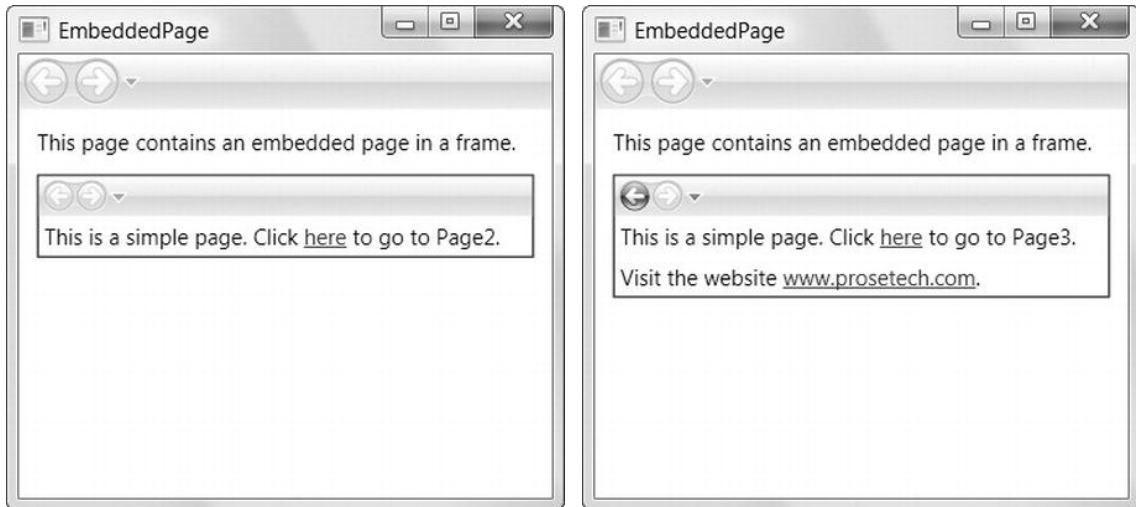 EmbeddedPage
This page contains an embedded page in a frame.
This is a simple page. Click here to go to Page2.
EmbeddedPage
This page contains an embedded page in a frame.
This is a simple page. Click here to go to Page3.
Visit the website www.prosetech.com.